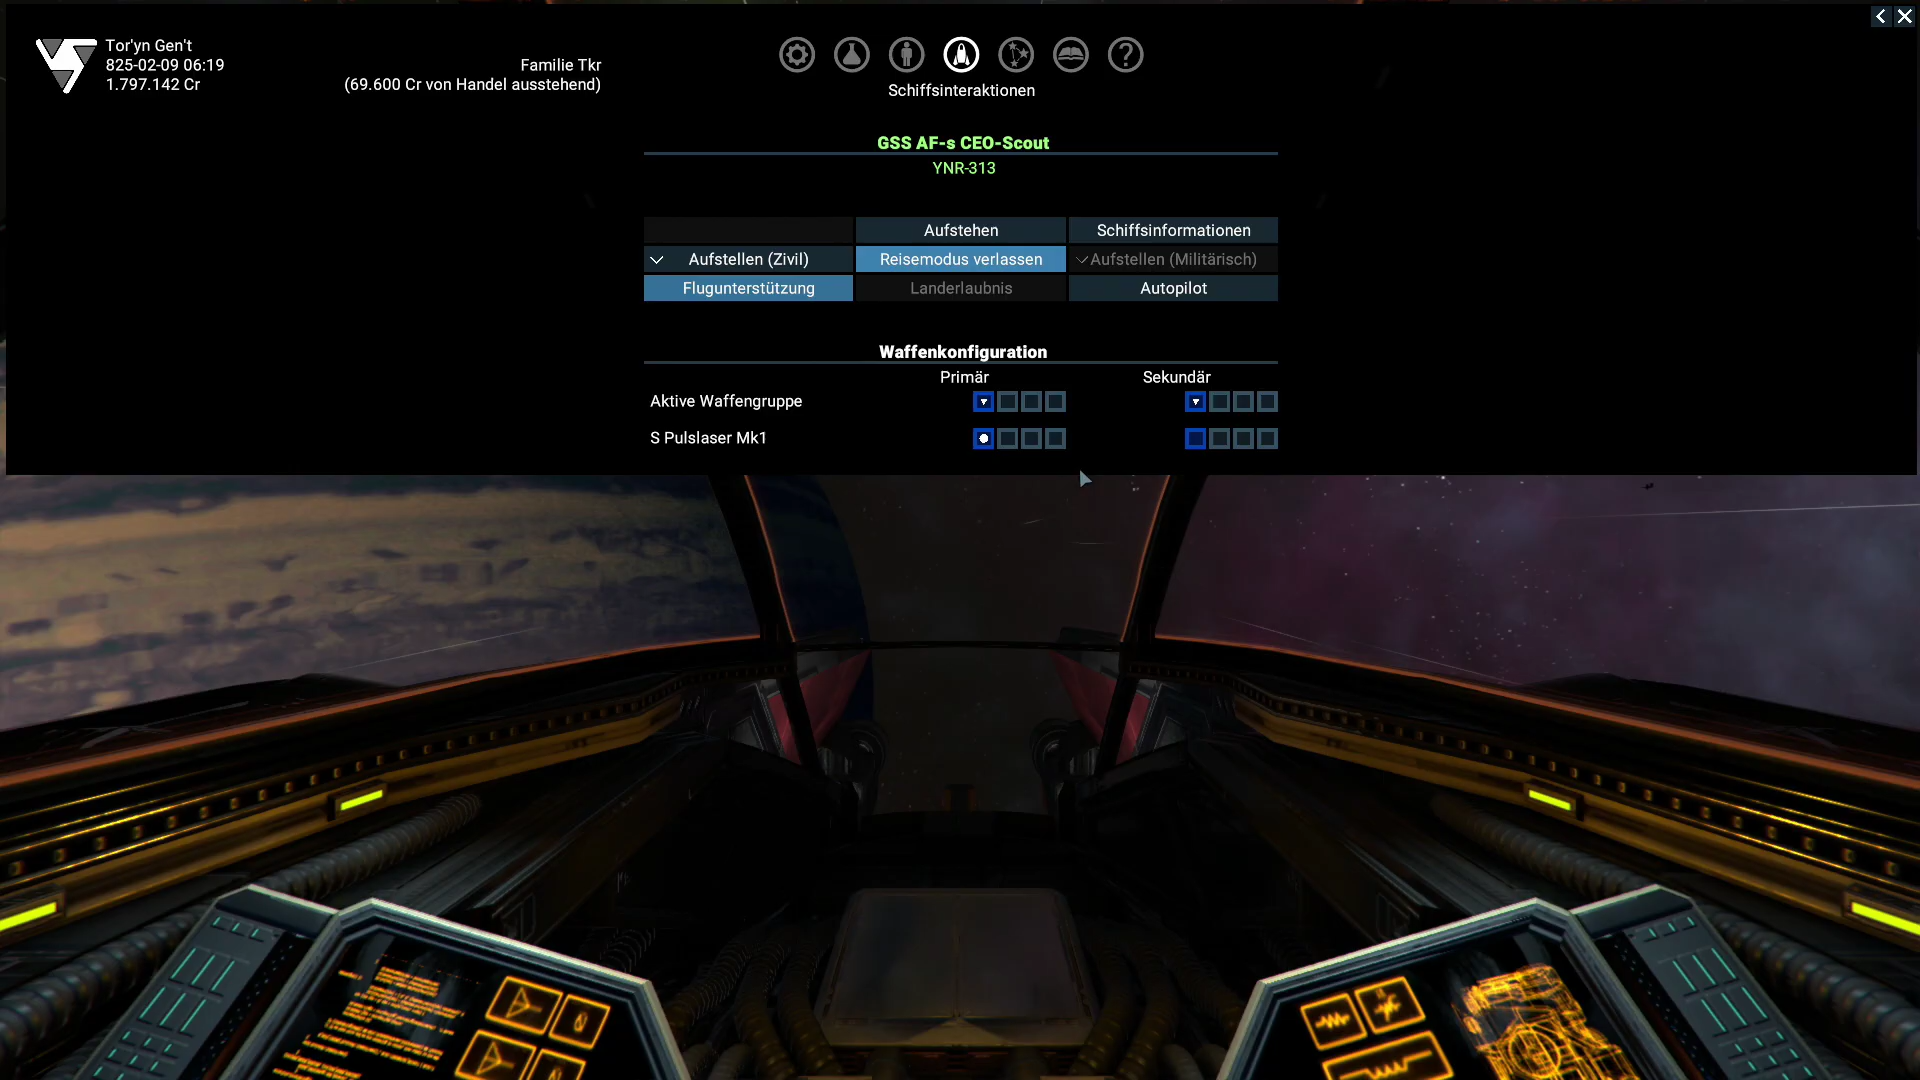 Tor'yn Gen't
825-02-09 06:19
1.797.142 Cr
Familie Tkr
(69.600 Cr von Handel ausstehend)
Schiffsinteraktionen
GSS AF-s CEO-Scout
YNR-313
Aufstehen
Schiffsinformationen
Aufstellen (Zivil)
Reisemodus verlassen
Aufstellen (Militärisch)
Flugunterstützung
Landerlaubnis
Autopilot
Waffenkonfiguration
Primär
Sekundär
Aktive Waffengruppe
S Pulslaser Mk1